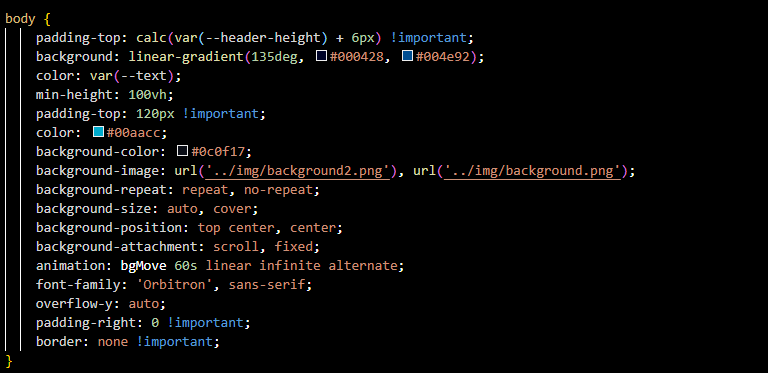 body {
padding-top: calc(var(--header-height) + 6px) !important;
background: linear-gradient(135deg, #000428, #004e92);
color: var(--text);
min-height: 100vh;
padding-top: 120px !important;
color: #00aacc;
background-color: #0c0f17;
background-image: url('../img/background2.png'), url('../img/background.png');
background-repeat: repeat, no-repeat;
background-size: auto, cover;
background-position: top center, center;
background-attachment: scroll, fixed;
animation: bgMove 60s linear infinite alternate;
font-family: 'Orbitron', sans-serif;
overflow-y: auto;
padding-right: 0 !important;
border: none !important;
}